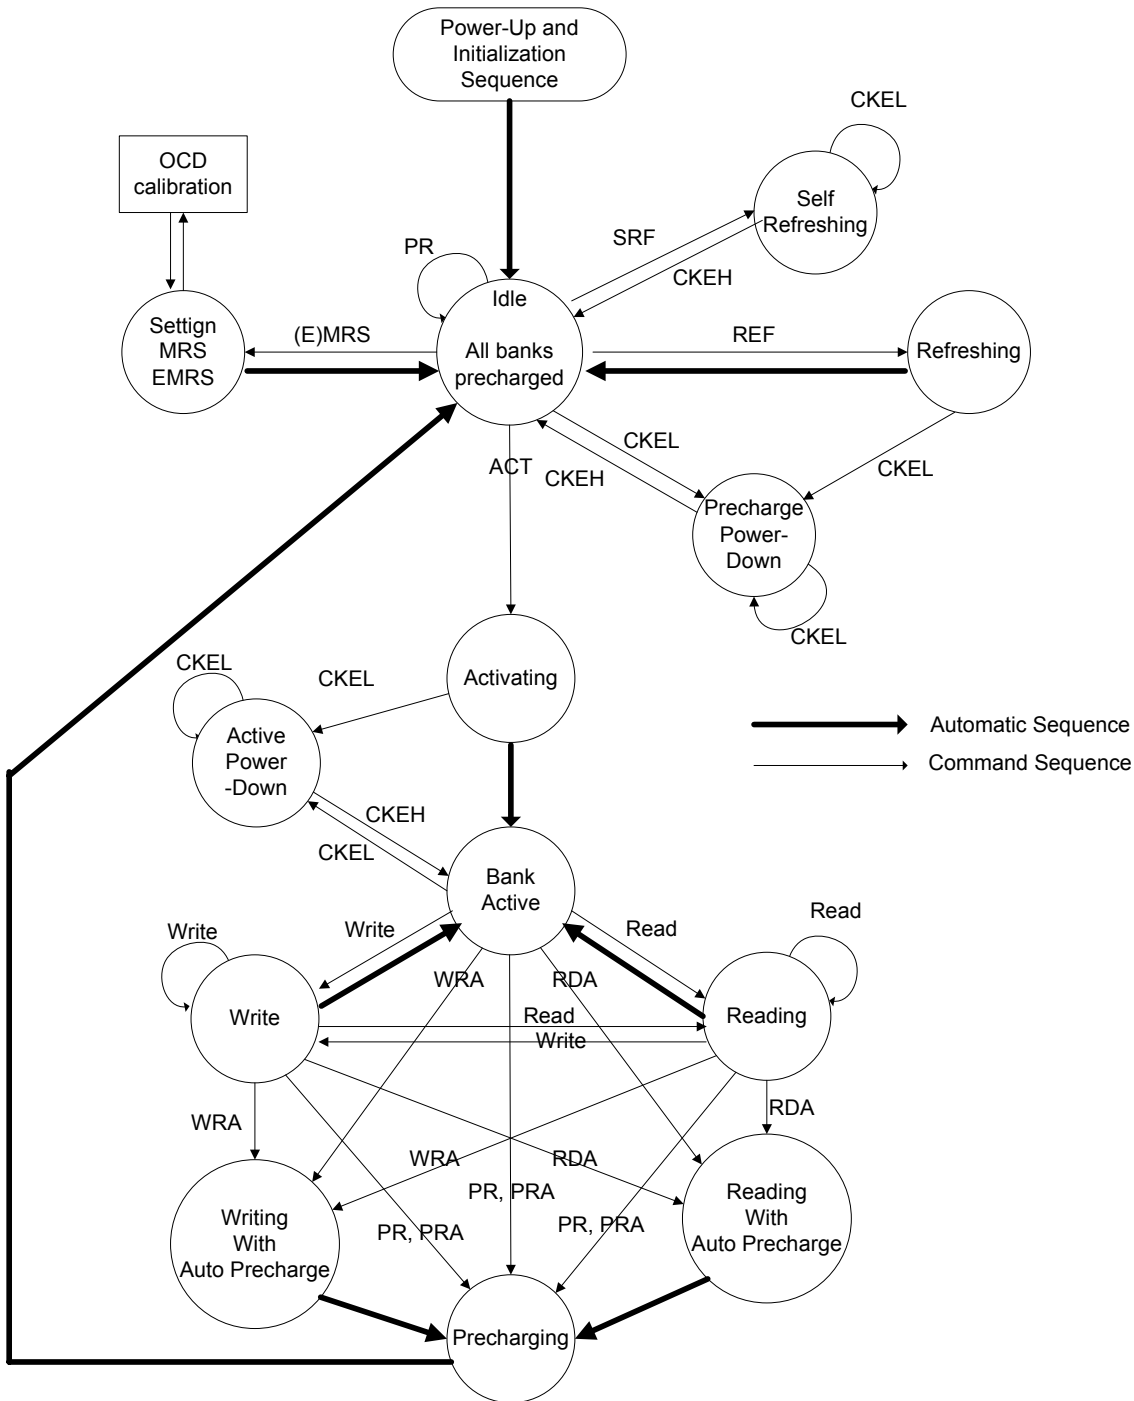 Power-Up and
Initialization
Sequence
CKEL
OCD
calibration
Self
Refreshing
SRF
PR
CKEH
Idle
Settign
MRS
EMRS
(E)MRS
All banks
precharged
REF
Refreshing
CKEL
ACT
CKEH
CKEL
Precharge
Power-
Down
CKEL
CKEL
CKEL
Activating
Active
Power
-Down
Automatic Sequence
Command Sequence
CKEH
CKEL
Bank
Active
Write
Write
Read
Read
WRA
RDA
Write
Read
Write
Reading
WRA
RDA
WRA
RDA
PR, PRA
Writing
With
Auto Precharge
PR, PRA
PR, PRA
Reading
With
Auto Precharge
Precharging